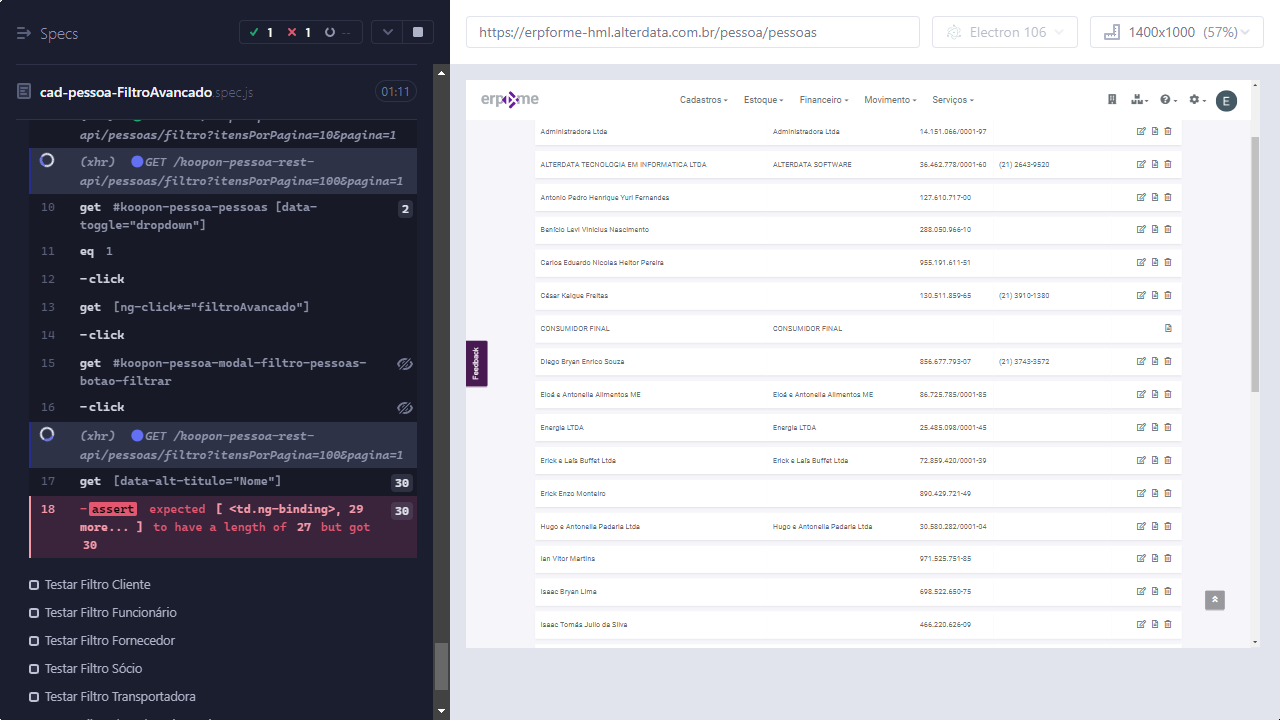 Specs
1
1
--
cad-pessoa-FiltroAvancado.spec.js
01:11
api/pessoas/filtro?itensPorPagina=10&pagina=1
(xhr) GET /koopon-pessoa-rest-
api/pessoas/filtro?itensPorPagina=100&pagina=1
10 get #koopon-pessoa-pessoas [data-
toggle="dropdown"]
2
11 eq 1
12 -click
13 get [ng-click*="filtroAvancado"]
14 -click
15 get #koopon-pessoa-modal-filtro-pessoas-
botao-filtrar
16 -click
(xhr) GET /koopon-pessoa-rest-
api/pessoas/filtro?itensPorPagina=100&pagina=1
17 get [data-alt-titulo="Nome"] 30
18 -assert expected [ <td.ng-binding>, 29 30
more... ] to have a length of 27 but got
30
Testar Filtro Cliente
Testar Filtro Funcionário
Testar Filtro Fornecedor
Testar Filtro Sócio
Testar Filtro Transportadora
https://erpforme-hml.alterdata.com.br/pessoa/pessoas
Electron 106
1400x1000 (57%)
erp me
Cadastros Estoque Financeiro Movimento Serviços
E
Administradora Ltda Administradora Ltda 14.151.066/0001-97
ALTERDATA TECNOLOGIA EM INFORMATICA LTDA ALTERDATA SOFTWARE 36.462.778/0001-60 (21) 2643-9520
Antonio Pedro Henrique Yuri Fernandes 127.610.717-00
Benício Levi Vinicius Nascimento 288.050.966-10
Carlos Eduardo Nicolas Heitor Pereira 955.191.611-51
César Kaique Freitas 130.511.859-65 (21) 3910-1380
CONSUMIDOR FINAL CONSUMIDOR FINAL
Diego Bryan Enrico Souza 856.677.793-07 (21) 3743-3572
Eloá e Antonella Alimentos ME Eloá e Antonella Alimentos ME 86.725.785/0001-85
Energia LTDA Energia LTDA 25.485.098/0001-45
Erick e Laís Buffet Ltda Erick e Laís Buffet Ltda 72.859.420/0001-39
Erick Enzo Monteiro 890.429.721-49
Hugo e Antonella Padaria Ltda Hugo e Antonella Padaria Ltda 30.580.282/0001-04
Ian Vitor Martins 971.525.751-85
Isaac Bryan Lima 698.522.650-75
Isaac Tomás Julio da Silva 466.220.626-09
Feedback